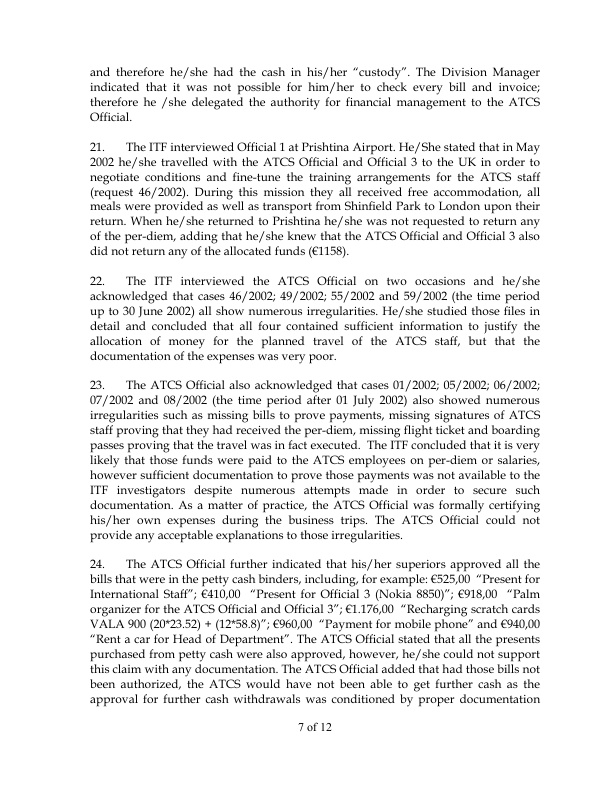 and therefore he/she had the cash in his/her “custody”. The Division Manager
indicated that it was not possible for him/her to check every bill and invoice;
therefore he /she delegated the authority for financial management to the ATCS
Official.
21. The ITF interviewed Official 1 at Prishtina Airport. He/She stated that in May
2002 he/she travelled with the ATCS Official and Official 3 to the UK in order to
negotiate conditions and fine-tune the training arrangements for the ATCS staff
(request 46/2002). During this mission they all received free accommodation, all
meals were provided as well as transport from Shinfield Park to London upon their
return. When he/she returned to Prishtina he/she was not requested to return any
of the per-diem, adding that he/she knew that the ATCS Official and Official 3 also
did not return any of the allocated funds (€1158).
22. The ITF interviewed the ATCS Official on two occasions and he/she
acknowledged that cases 46/2002; 49/2002; 55/2002 and 59/2002 (the time period
up to 30 June 2002) all show numerous irregularities. He/she studied those files in
detail and concluded that all four contained sufficient information to justify the
allocation of money for the planned travel of the ATCS staff, but that the
documentation of the expenses was very poor.
23. The ATCS Official also acknowledged that cases 01/2002; 05/2002; 06/2002;
07/2002 and 08/2002 (the time period after 01 July 2002) also showed numerous
irregularities such as missing bills to prove payments, missing signatures of ATCS
staff proving that they had received the per-diem, missing flight ticket and boarding
passes proving that the travel was in fact executed. The ITF concluded that it is very
likely that those funds were paid to the ATCS employees on per-diem or salaries,
however sufficient documentation to prove those payments was not available to the
ITF investigators despite numerous attempts made in order to secure such
documentation. As a matter of practice, the ATCS Official was formally certifying
his/her own expenses during the business trips. The ATCS Official could not
provide any acceptable explanations to those irregularities.
24. The ATCS Official further indicated that his/her superiors approved all the
bills that were in the petty cash binders, including, for example: €525,00 “Present for
International Staff”; €410,00 “Present for Official 3 (Nokia 8850)”; €918,00 “Palm
organizer for the ATCS Official and Official 3”; €1.176,00 “Recharging scratch cards
VALA 900 (20*23.52) + (12*58.8)”; €960,00 “Payment for mobile phone” and €940,00
“Rent a car for Head of Department”. The ATCS Official stated that all the presents
purchased from petty cash were also approved, however, he/she could not support
this claim with any documentation. The ATCS Official added that had those bills not
been authorized, the ATCS would have not been able to get further cash as the
approval for further cash withdrawals was conditioned by proper documentation
7 of 12